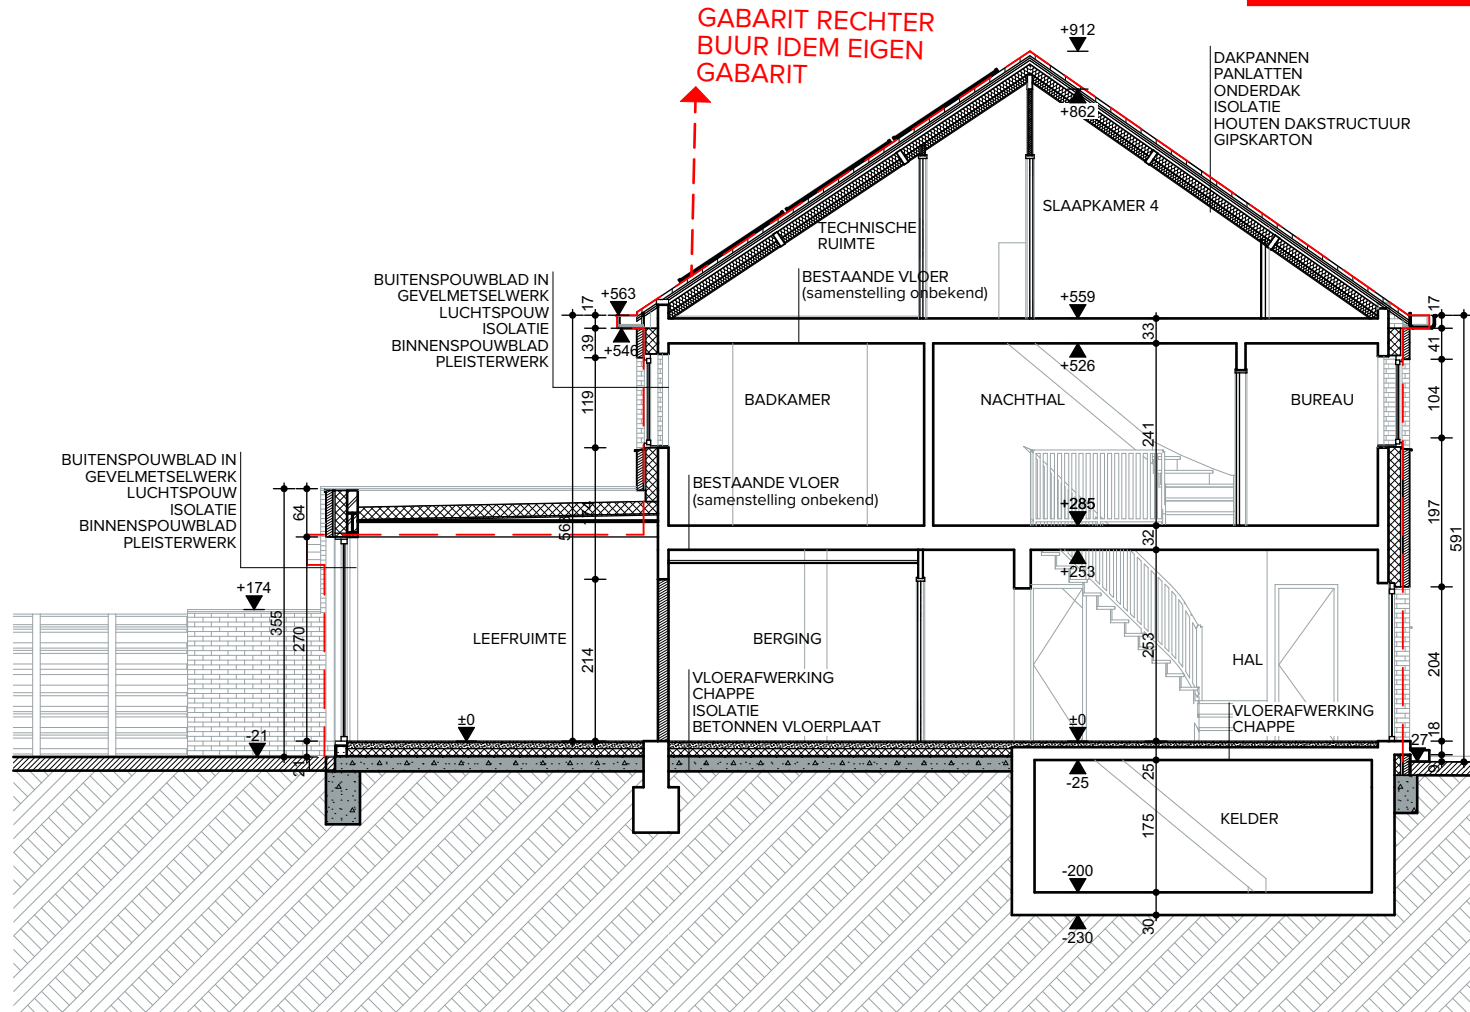 GABARIT RECHTER
BUUR IDEM EIGEN
GABARIT
+912
+862
DAKPANNEN
PANLATTEN
ONDERDAK
ISOLATIE
HOUTEN DAKSTRUCTUUR
GIPSKARTON
SLAAPKAMER 4
TECHNISCHE
RUIMTE
BESTAANDE VLOER
(samenstelling onbekend)
BUITENSPOUWBLAD IN
GEVELMETSELWERK
LUCHTSPOUW
ISOLATIE
BINNENSPOUWBLAD
PLEISTERWERK
+563
+546
17
39
119
+559
33
+526
17
41
104
197
591
BADKAMER
NACHTHAL
BUREAU
241
BUITENSPOUWBLAD IN
GEVELMETSELWERK
LUCHTSPOUW
ISOLATIE
BINNENSPOUWBLAD
PLEISTERWERK
BESTAANDE VLOER
(samenstelling onbekend)
64
+285
32
+253
+174
355
270
214
LEEFRUIMTE
BERGING
253
HAL
204
VLOERAFWERKING
CHAPPE
ISOLATIE
BETONNEN VLOERPLAAT
VLOERAFWERKING
CHAPPE
±0
±0
18
-21
21
27
9
25
-25
175
KELDER
-200
30
-230